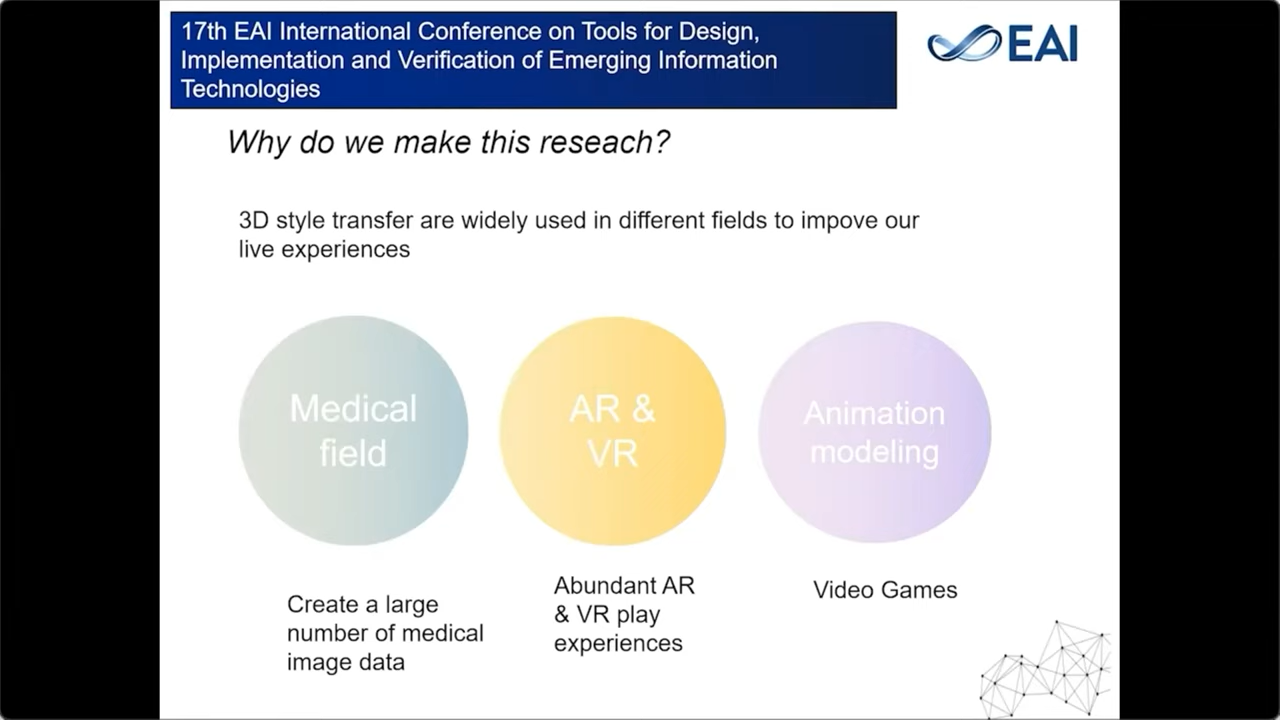 17th EAI International Conference on Tools for Design,
Implementation and Verification of Emerging Information
Technologies
EAI
Why do we make this reseach?
3D style transfer are widely used in different fields to impove our
live experiences
Medical
field
AR &
VR
Animation
modeling
Create a large
number of medical
image data
Abundant AR
& VR play
experiences
Video Games